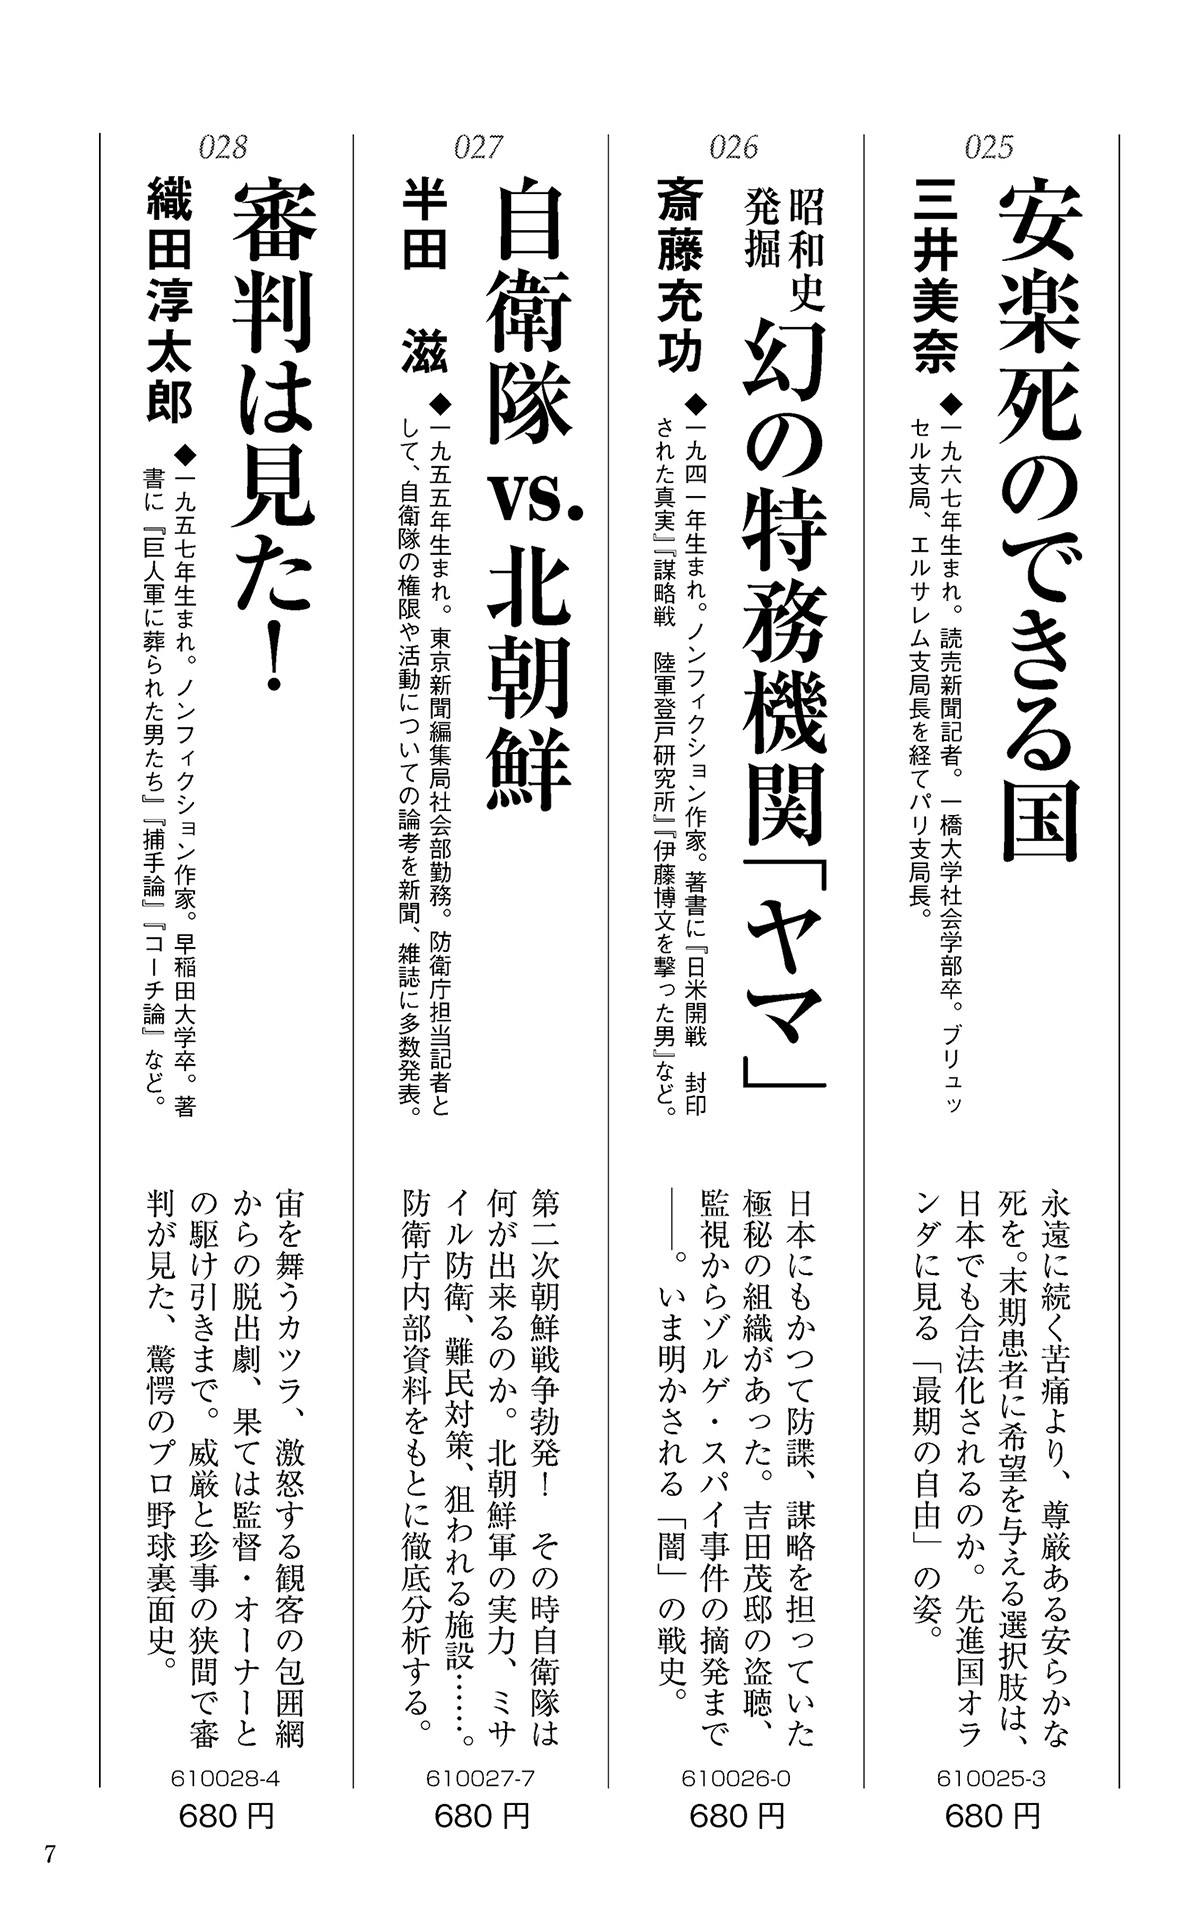 025
安楽死のできる国
三井美奈
◆一九六七年生まれ。読売新聞記者。一橋大学社会学部卒。ブリュッ
セル支局、エルサレム支局長を経てパリ支局長。
永遠に続く苦痛より、尊厳ある安らかな
死を。末期患者に希望を与える選択肢は、
日本でも合法化されるのか。先進国オラ
ンダに見る「最期の自由」の姿。
610025-3
680円
026
昭和史
発掘
幻の特務機関「ヤマ」
斎藤充功
◆一九四一年生まれ。ノンフィクション作家。著書に『日米開戦　封印
された真実』『謀略戦　陸軍登戸研究所』『伊藤博文を撃った男』など。
日本にもかつて防諜、謀略を担っていた
極秘の組織があった。吉田茂邸の盗聴、
監視からゾルゲ・スパイ事件の摘発まで
――。いま明かされる「闇」の戦史。
610026-0
680円
027
自衛隊vs.北朝鮮
半田　滋
◆一九五五年生まれ。東京新聞編集局社会部勤務。防衛庁担当記者と
して、自衛隊の権限や活動についての論考を新聞、雑誌に多数発表。
第二次朝鮮戦争勃発！　その時自衛隊は
何が出来るのか。北朝鮮軍の実力、ミサ
イル防衛、難民対策、狙われる施設……。
防衛庁内部資料をもとに徹底分析する。
610027-7
680円
028
審判は見た！
織田淳太郎
◆一九五七年生まれ。ノンフィクション作家。早稲田大学卒。著
書に『巨人軍に葬られた男たち』『捕手論』『コーチ論』など。
宙を舞うカツラ、激怒する観客の包囲網
からの脱出劇、果ては監督・オーナーと
の駆け引きまで。威厳と珍事の狭間で審
判が見た、驚愕のプロ野球裏面史。
610028-4
680円
7